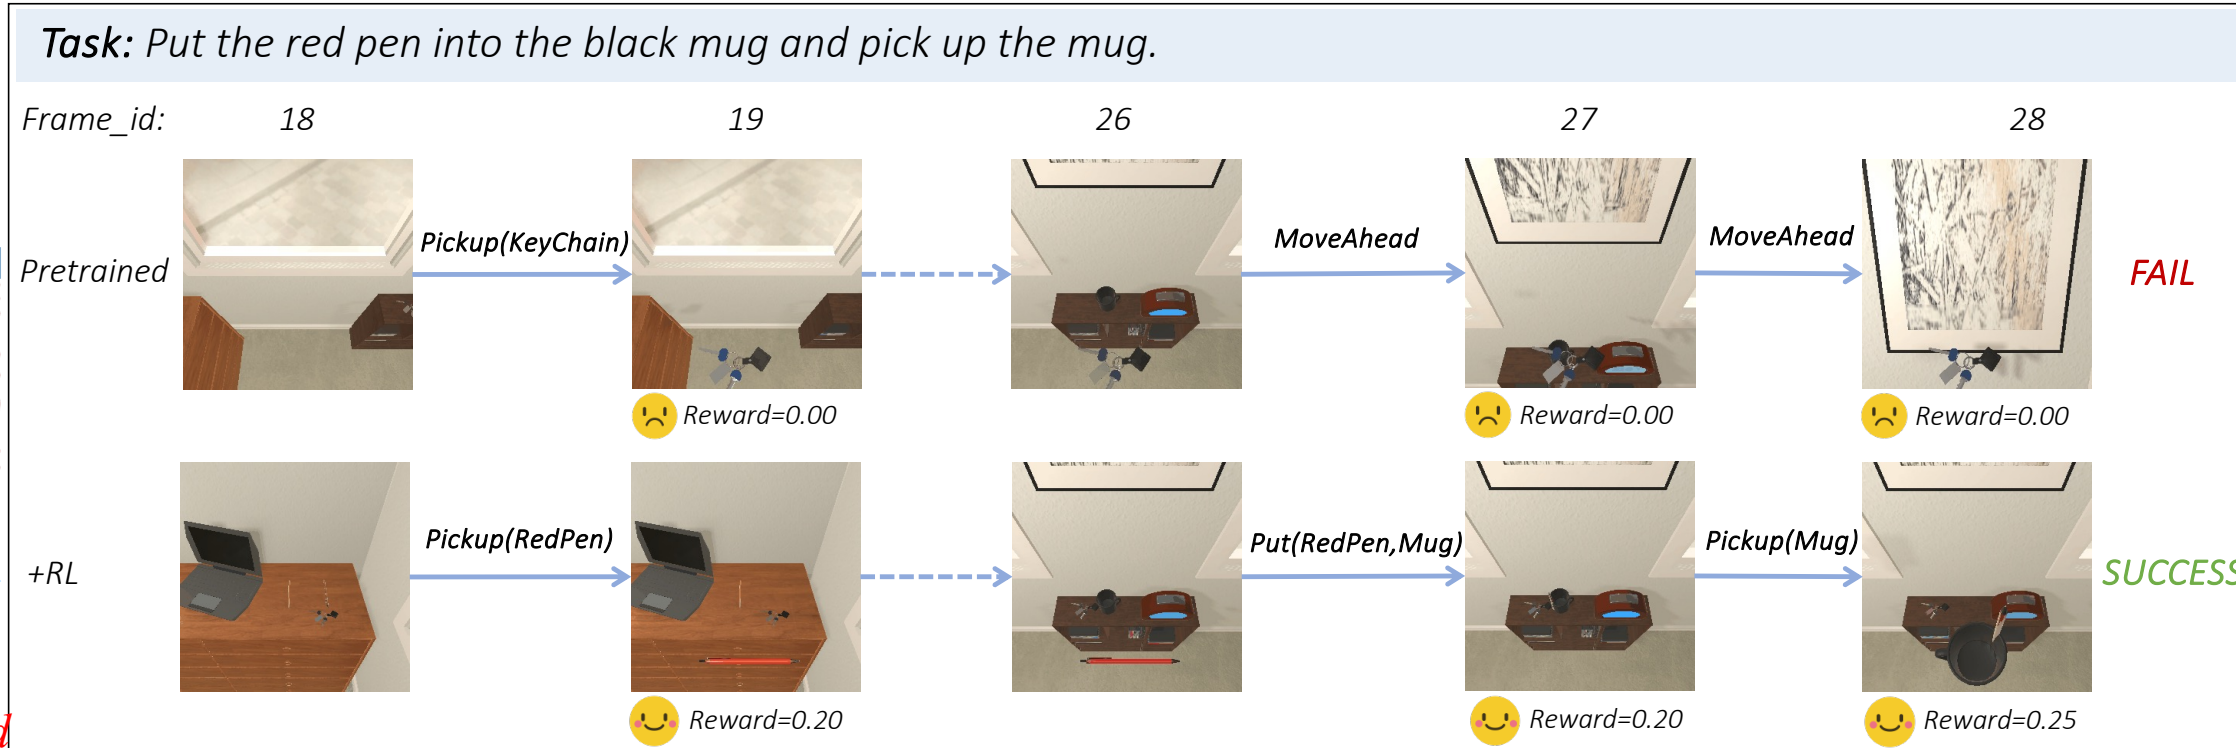 Task: Put the red pen into the black mug and pick up the mug.
Frame_id: 18 19 26 27 28
Pretrained Pickup(KeyChain) MoveAhead MoveAhead FAIL
Reward=0.00 Reward=0.00 Reward=0.00
+RL Pickup(RedPen) Put(RedPen,Mug) Pickup(Mug) SUCCESS
Reward=0.20 Reward=0.20 Reward=0.25